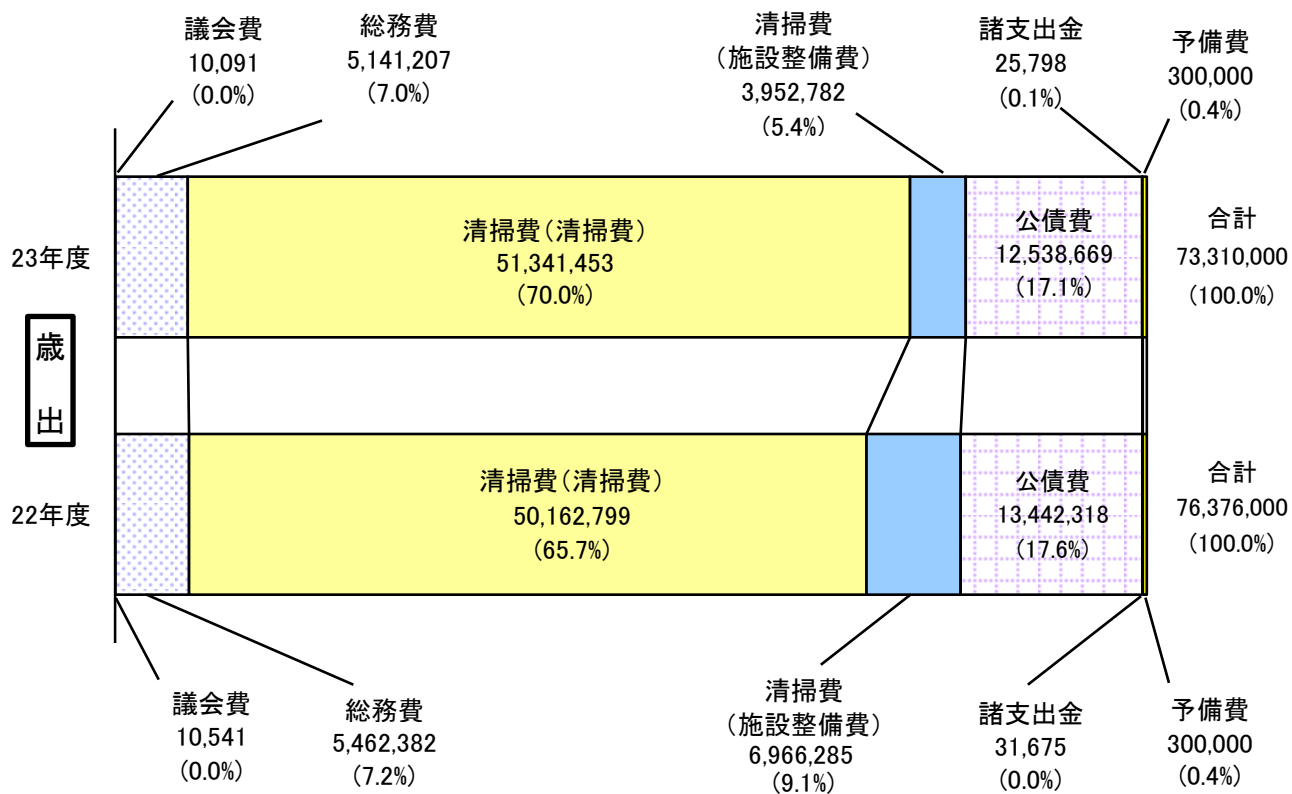 議会費
10,091
(0.0%)
総務費
5,141,207
(7.0%)
清掃費
(施設整備費)
3,952,782
(5.4%)
諸支出金
25,798
(0.1%)
予備費
300,000
(0.4%)
23年度
清掃費(清掃費)
51,341,453
(70.0%)
公債費
12,538,669
(17.1%)
合計
73,310,000
(100.0%)
歳
出
22年度
清掃費(清掃費)
50,162,799
(65.7%)
公債費
13,442,318
(17.6%)
合計
76,376,000
(100.0%)
議会費
10,541
(0.0%)
総務費
5,462,382
(7.2%)
清掃費
(施設整備費)
6,966,285
(9.1%)
諸支出金
31,675
(0.0%)
予備費
300,000
(0.4%)